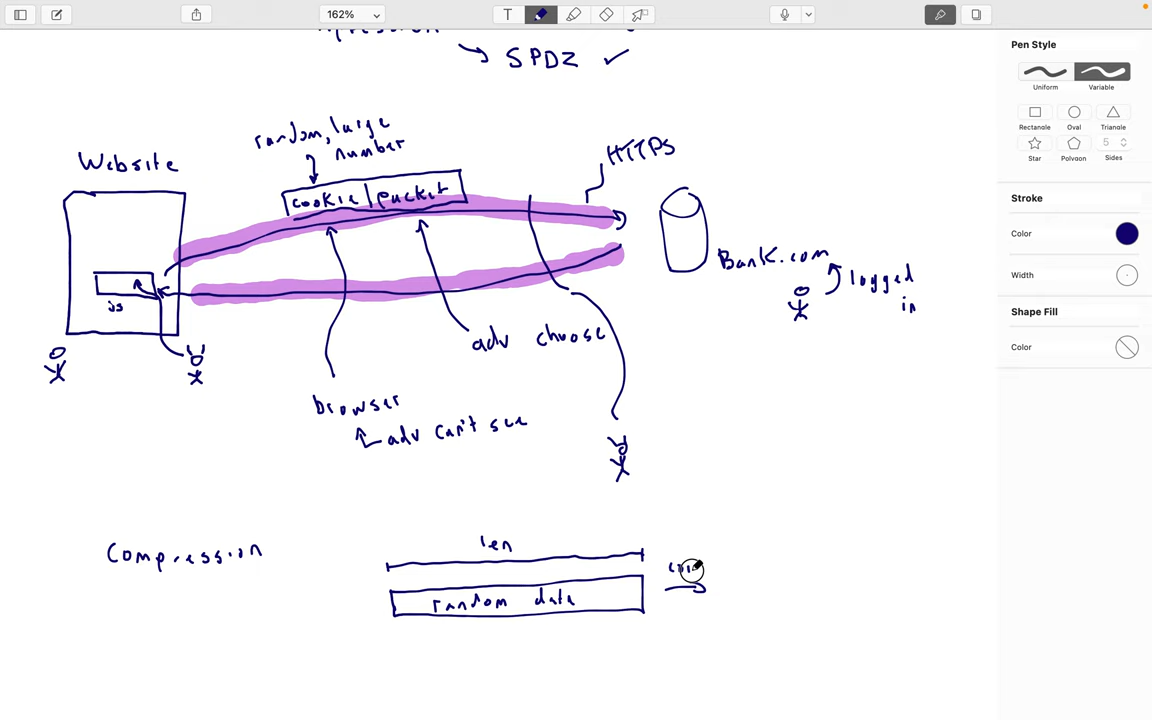 162%
T
Pen Style
Uniform
Variable
Rectangle
Oval
Triangle
Star
Polygon
5
Sides
Stroke
Color
Width
Shape Fill
Color
SPDZ ✓
random, large
number
HTTPS
Website
cookie | packet
Bank.com
logged
in
js
adv choose
browser
adv can't see
Compression
len
random data